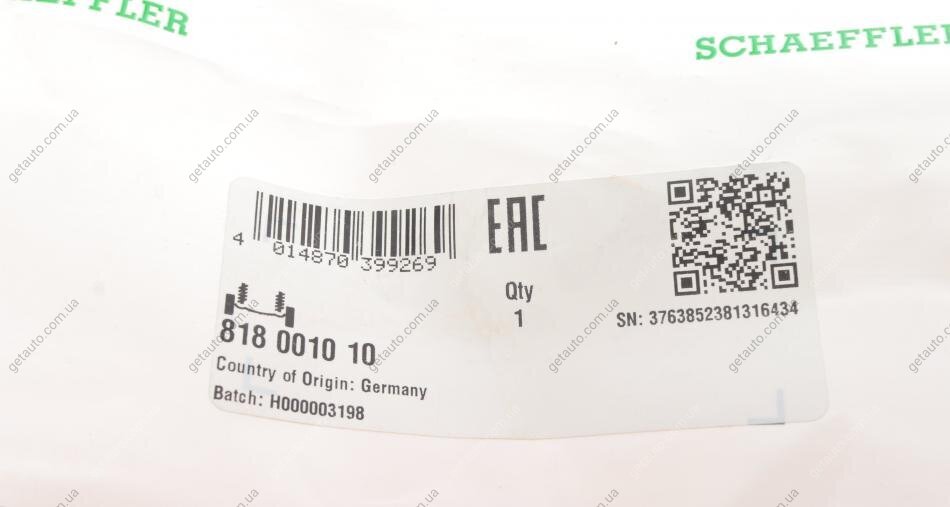 SCHAEFFLER
SCHAEFFLE
4 014870 399269
EAC
Qty
1
SN: 3763852381316434
818 0010 10
Country of Origin: Germany
Batch: H000003198
getauto.com.ua